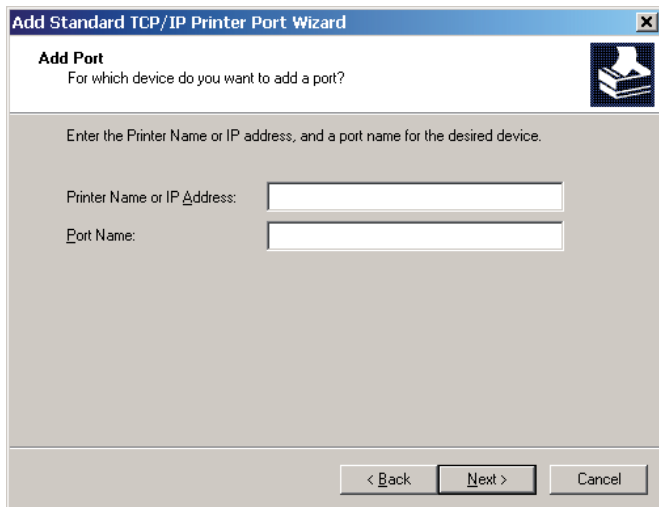 Add Standard TCP/IP Printer Port Wizard
Add Port
For which device do you want to add a port?
Enter the Printer Name or IP address, and a port name for the desired device.
Printer Name or IP Address:
Port Name:
< Back
Next >
Cancel